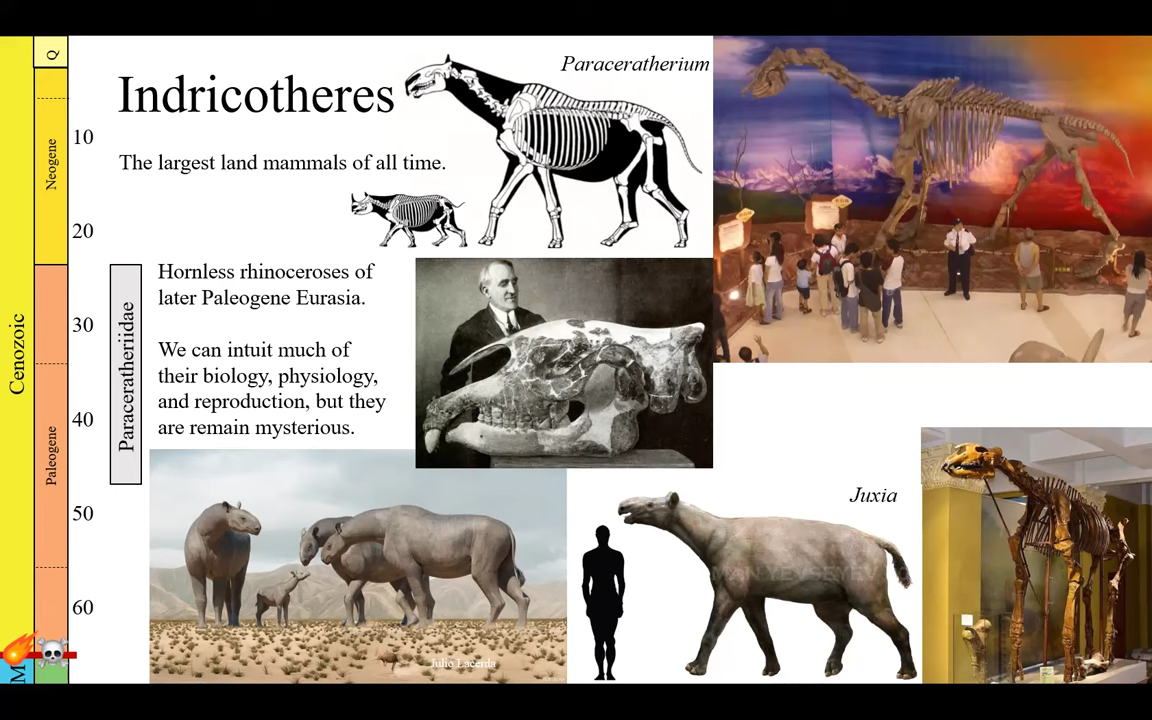 Q
Neogene
Paleogene
Cenozoic
M
10
20
30
40
50
60
Indricotheres
The largest land mammals of all time.
Paraceratherium
Paraceratheriidae
Hornless rhinoceroses of
later Paleogene Eurasia.
We can intuit much of
their biology, physiology,
and reproduction, but they
are remain mysterious.
Julio Lacerda
Juxia